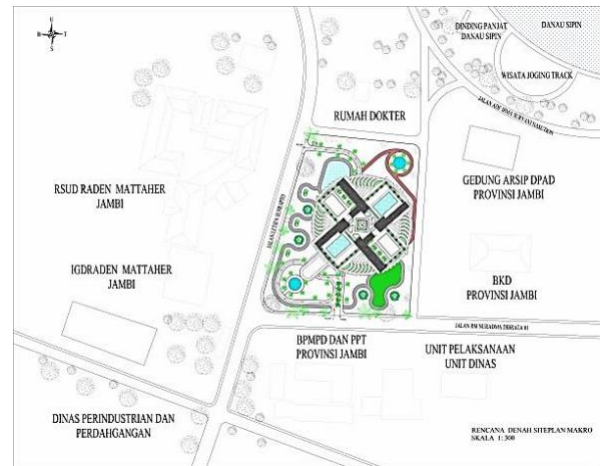 U
B T
S
DINDING PANJAT
DANAU SIPIN
DANAU SIPIN
WISATA JOGING TRACK
RUMAH DOKTER
RSUD RADEN MATTAHER
JAMBI
GEDUNG ARSIP DPAD
PROVINSI JAMBI
IGDRADEN MATTAHER
JAMBI
BKD
PROVINSI JAMBI
BPMPD DAN PPT
PROVINSI JAMBI
UNIT PELAKSANAAN
UNIT DINAS
DINAS PERINDUSTRIAN DAN
PERDAHGANGAN
RENCANA DENAH SITEPLAN MAKRO
SKALA 1: 300